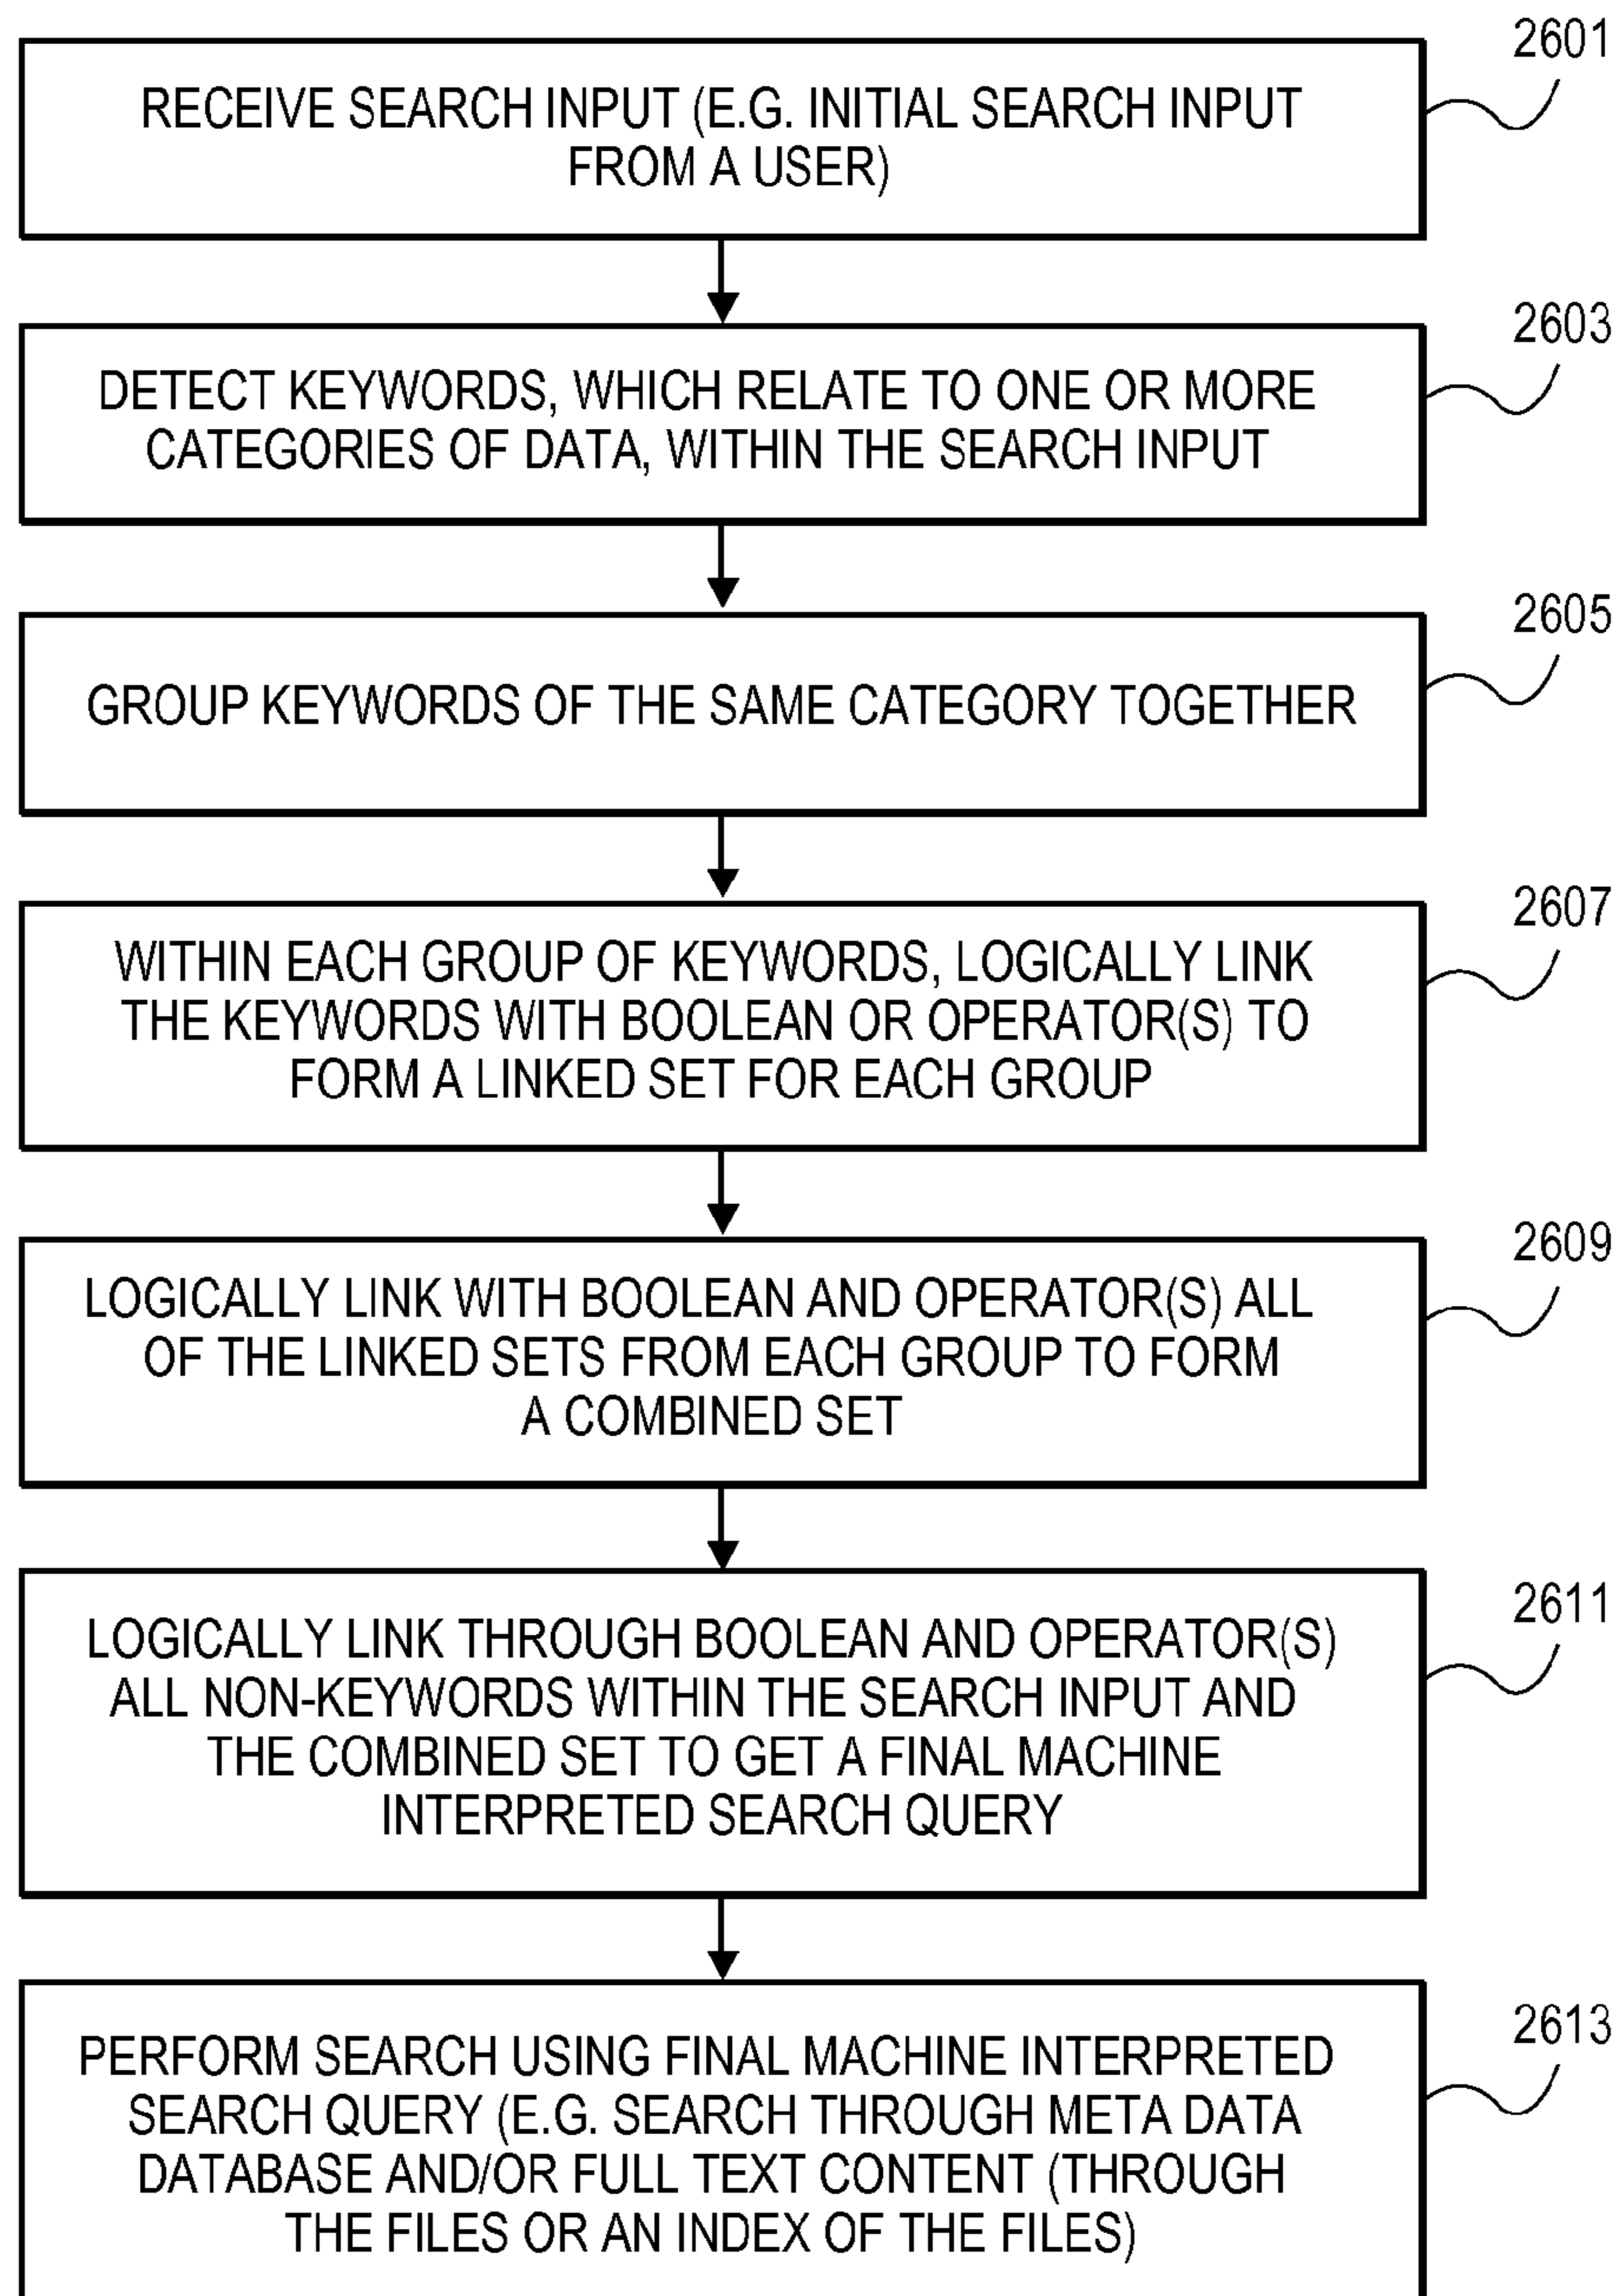 2601
RECEIVE SEARCH INPUT (E.G. INITIAL SEARCH INPUT
FROM A USER)
2603
DETECT KEYWORDS, WHICH RELATE TO ONE OR MORE
CATEGORIES OF DATA, WITHIN THE SEARCH INPUT
2605
GROUP KEYWORDS OF THE SAME CATEGORY TOGETHER
2607
WITHIN EACH GROUP OF KEYWORDS, LOGICALLY LINK
THE KEYWORDS WITH BOOLEAN OR OPERATOR(S) TO
FORM A LINKED SET FOR EACH GROUP
2609
LOGICALLY LINK WITH BOOLEAN AND OPERATOR(S) ALL
OF THE LINKED SETS FROM EACH GROUP TO FORM
A COMBINED SET
2611
LOGICALLY LINK THROUGH BOOLEAN AND OPERATOR(S)
ALL NON-KEYWORDS WITHIN THE SEARCH INPUT AND
THE COMBINED SET TO GET A FINAL MACHINE
INTERPRETED SEARCH QUERY
2613
PERFORM SEARCH USING FINAL MACHINE INTERPRETED
SEARCH QUERY (E.G. SEARCH THROUGH META DATA
DATABASE AND/OR FULL TEXT CONTENT (THROUGH
THE FILES OR AN INDEX OF THE FILES)